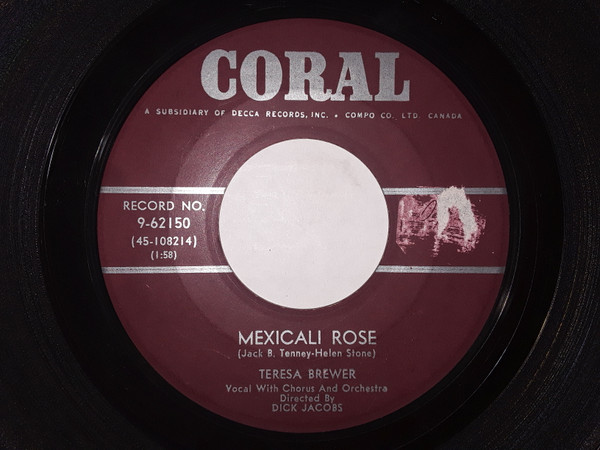 CORAL
A SUBSIDIARY OF DECCA RECORDS, INC. • COMPO CO. LTD. CANADA
RECORD NO.
9-62150
(45-108214)
(1:58)
MEXICALI ROSE
(Jack B. Tenney-Helen Stone)
TERESA BREWER
Vocal With Chorus And Orchestra
Directed By
DICK JACOBS